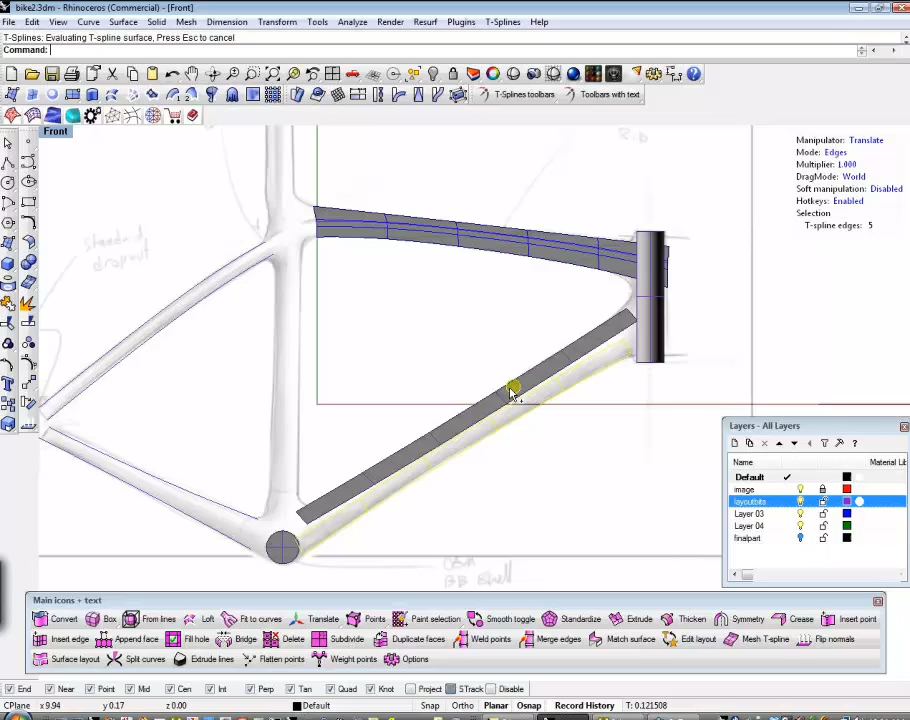 bike2.3dm - Rhinoceros (Commercial) - [Front]
File Edit View Curve Surface Solid Mesh Dimension Transform Tools Analyze Render Resurf Plugins T-Splines Help
T-Splines: Evaluating T-spline surface, Press Esc to cancel
Command:
T-Splines toolbars Toolbars with text
Front
Manipulator: Translate
Mode: Edges
Multiplier: 1.000
DragMode: World
Soft manipulation: Disabled
Hotkeys: Enabled
Selection
T-spline edges: 5
standard
dropout
BB Shell
Layers - All Layers
Name Material Lib
Default
image
layoutbits
Layer 03
Layer 04
finalpart
Main icons + text
Convert Box From lines Loft Fit to curves Translate Points Paint selection Smooth toggle Standardize Extrude Thicken Symmetry Crease Insert point
Insert edge Append face Fill hole Bridge Delete Subdivide Duplicate faces Weld points Merge edges Match surface Edit layout Mesh T-spline Flip normals
Surface layout Split curves Extrude lines Flatten points Weight points Options
End Near Point Mid Cen Int Perp Tan Quad Knot Project STrack Disable
CPlane x 9.94 y 0.17 z 0.00 Default Snap Ortho Planar Osnap Record History T: 0.121508